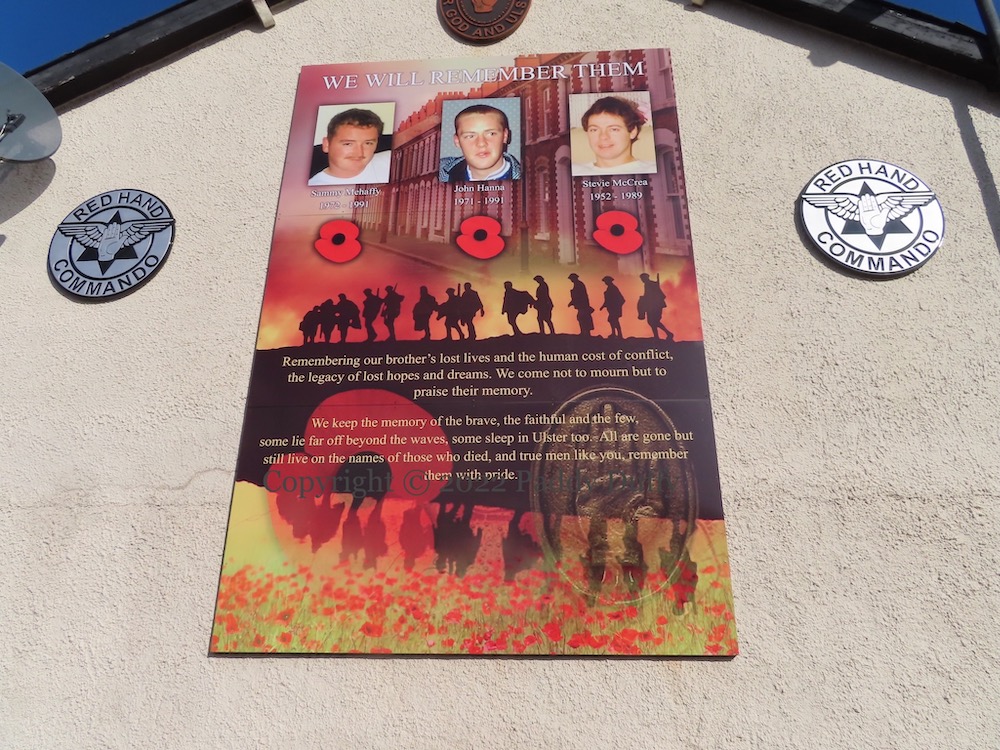 FOR GOD AND ULSTER
WE WILL REMEMBER THEM
Sammy Mehaffy
1972 - 1991
John Hanna
1971 - 1991
Stevie McCrea
1952 - 1989
RED HAND
COMMANDO
RED HAND
COMMANDO
Remembering our brother's lost lives and the human cost of conflict,
the legacy of lost hopes and dreams. We come not to mourn but to
praise their memory.
We keep the memory of the brave, the faithful and the few,
some lie far off beyond the waves, some sleep in Ulster too. All are gone but
still live on the names of those who died, and true men like you, remember
them with pride.
Copyright © 2022